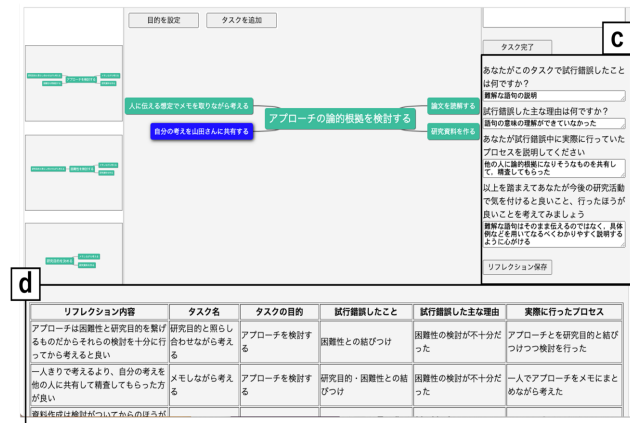 目的を設定
タスクを追加
人に伝える想定でメモを取りながら考える
自分の考えを山田さんに共有する
アプローチの論的根拠を検討する
論文を読解する
研究資料を作る
タスク完了
c
あなたがこのタスクで試行錯誤したこと
は何ですか？
難解な語句の説明
試行錯誤した主な理由は何ですか？
語句の意味の理解ができていなかった
あなたが試行錯誤中に実際に行っていた
プロセスを説明してください
他の人に論的根拠になりそうなものを共有し
て，精査してもらった
以上を踏まえてあなたが今後の研究活動
で気を付けると良いこと、行ったほうが
良いことを考えてみましょう
難解な語句はそのまま伝えるのではなく，具体
例などを用いてなるべくわかりやすく説明する
ように心がける
リフレクション保存
d
リフレクション内容 タスク名 タスクの目的 試行錯誤したこと 試行錯誤した主な理由 実際に行ったプロセス
アプローチは困難性と研究目的を繋げ
るものだからそれらの検討を十分に行
ってから考えると良い
研究目的と照らし
合わせながら考え
る
アプローチを検討す
る
困難性との結びつけ
困難性の検討が不十分だ
った
アプローチとを研究目的と結び
つけつつ検討を行った
一人きりで考えるより、自分の考えを
他の人に共有して精査してもらった方
が良い
メモしながら考え
る
アプローチを検討す
る
研究目的・困難性との結
びつけ
困難性の検討が不十分だ
った
一人でアプローチをメモにまと
めながら考えた
資料作成は検討がついてからのほうが